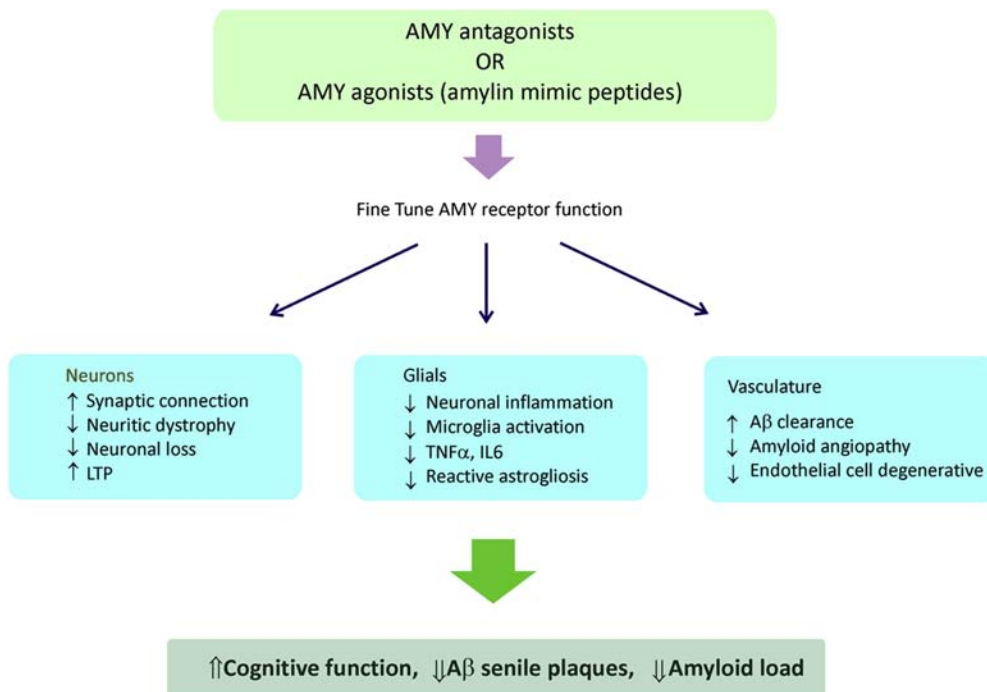 AMY antagonists
OR
AMY agonists (amylin mimic peptides)
Fine Tune AMY receptor function
Neurons
↑ Synaptic connection
↓ Neuritic dystrophy
↓ Neuronal loss
↑ LTP
Glials
↓ Neuronal inflammation
↓ Microglia activation
↓ TNFα, IL6
↓ Reactive astrogliosis
Vasculature
↑ Aβ clearance
↓ Amyloid angiopathy
↓ Endothelial cell degenerative
⇑Cognitive function, ⇓Aβ senile plaques, ⇓Amyloid load